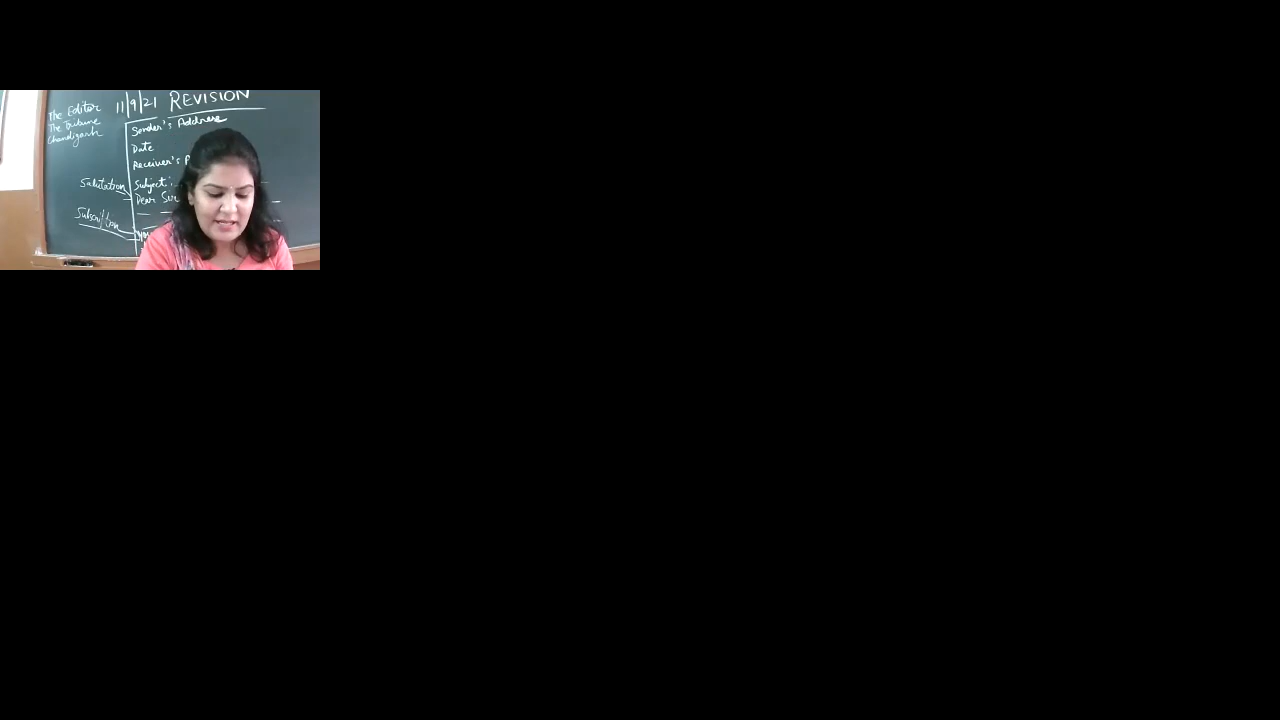 The Editor
The Tribune
Chandigarh
11/9/21 REVISION
Sender's Address
Date
Receiver's
Salutation
Subject:
Dear Sir
Subscription